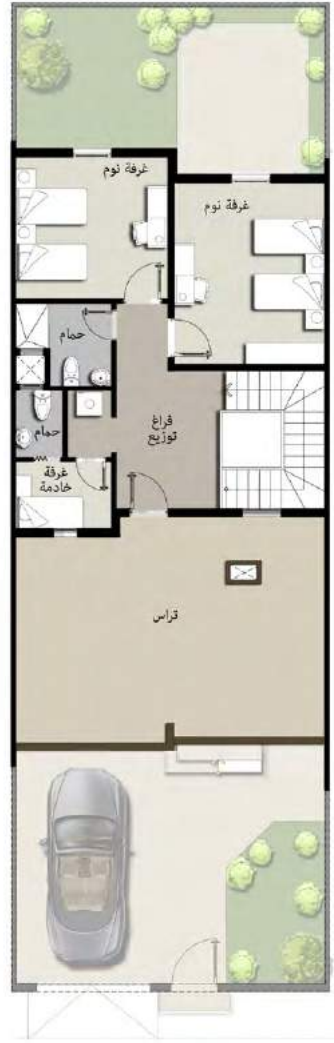 غرفة نوم
غرفة نوم
حمام
فراغ
توزيع
حمام
غرفة
خادمة
تراس